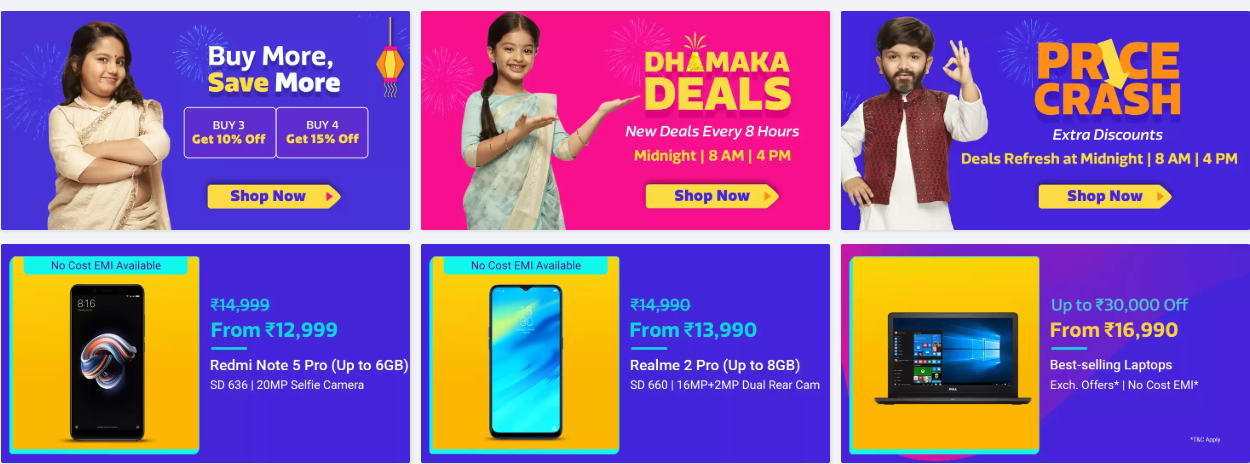 Buy More,
Save More
BUY 3
Get 10% Off
BUY 4
Get 15% Off
Shop Now
DHAMAKA
DEALS
New Deals Every 8 Hours
Midnight | 8 AM | 4 PM
Shop Now
PRICE
CRASH
Extra Discounts
Deals Refresh at Midnight | 8 AM | 4 PM
Shop Now
No Cost EMI Available
8:16
₹14,999
From ₹12,999
Redmi Note 5 Pro (Up to 6GB)
SD 636 | 20MP Selfie Camera
No Cost EMI Available
₹14,990
From ₹13,990
Realme 2 Pro (Up to 8GB)
SD 660 | 16MP+2MP Dual Rear Cam
Up to ₹30,000 Off
From ₹16,990
Best-selling Laptops
Exch. Offers* | No Cost EMI*
*T&C Apply